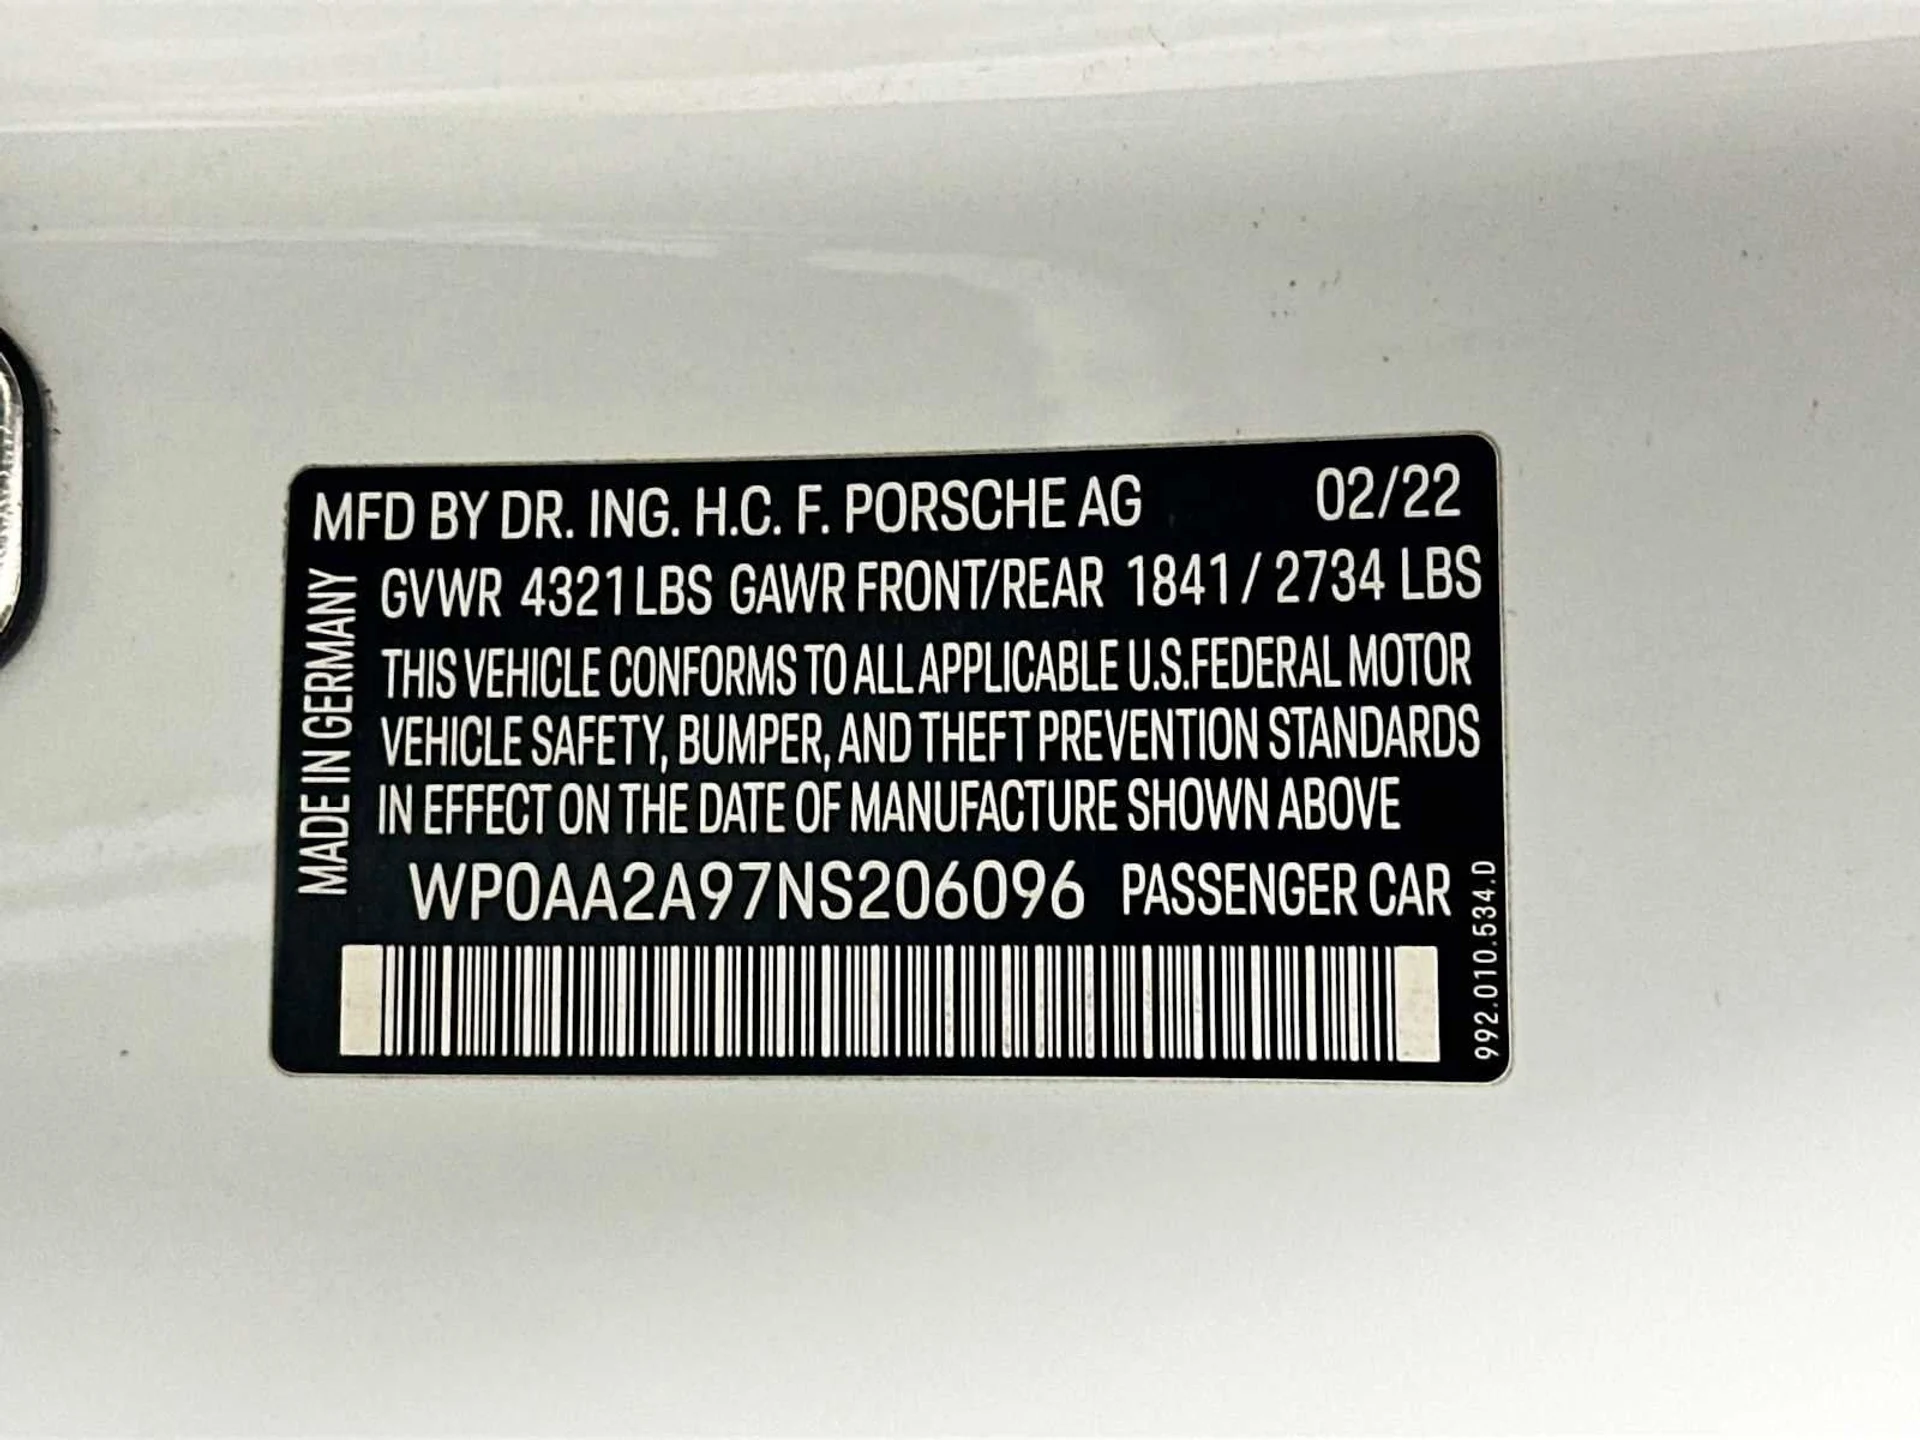 MFD BY DR. ING. H.C. F. PORSCHE AG 02/22
GVWR 4321 LBS GAWR FRONT/REAR 1841 / 2734 LBS
THIS VEHICLE CONFORMS TO ALL APPLICABLE U.S.FEDERAL MOTOR
VEHICLE SAFETY, BUMPER, AND THEFT PREVENTION STANDARDS
IN EFFECT ON THE DATE OF MANUFACTURE SHOWN ABOVE
WP0AA2A97NS206096 PASSENGER CAR
MADE IN GERMANY
992.010.534.D